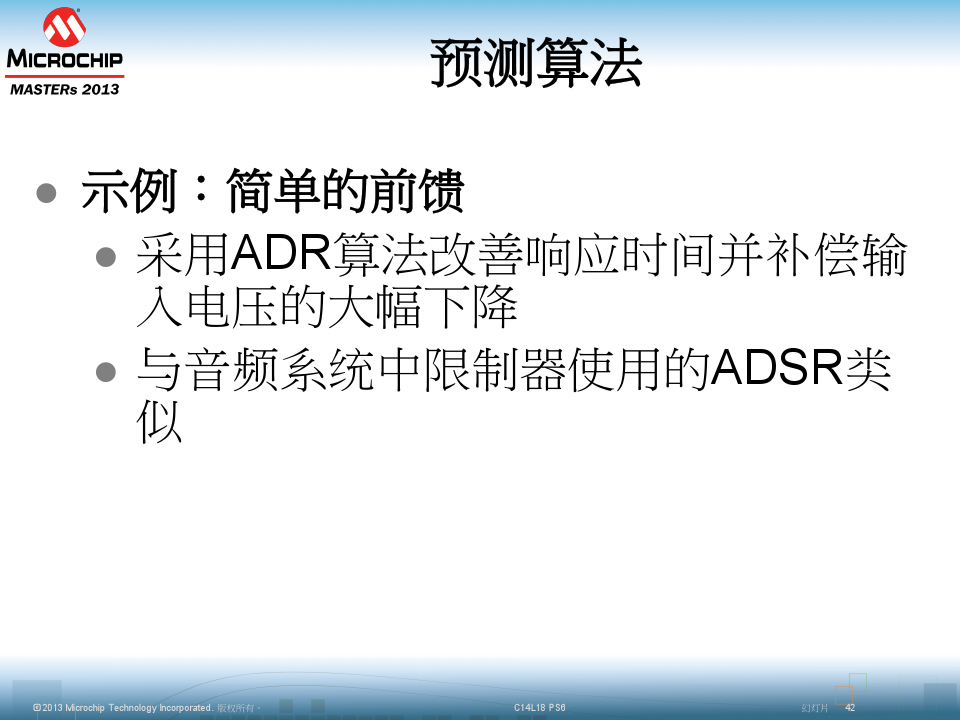 MICROCHIP
MASTERs 2013
预测算法
● 示例：简单的前馈
● 采用ADR算法改善响应时间并补偿输
入电压的大幅下降
● 与音频系统中限制器使用的ADSR类
似
©2013 Microchip Technology Incorporated. 版权所有。
C14L18 PS6
幻灯片 42